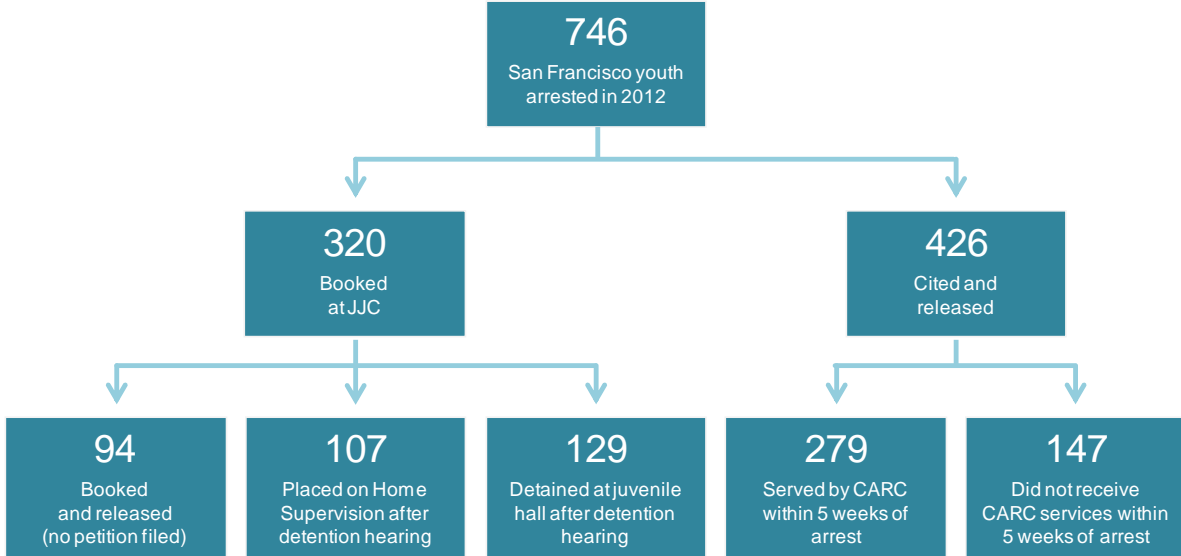 746
San Francisco youth
arrested in 2012
320
Booked
at JJC
426
Cited and
released
94
Booked
and released
(no petition filed)
107
Placed on Home
Supervision after
detention hearing
129
Detained at juvenile
hall after detention
hearing
279
Served by CARC
within 5 weeks of
arrest
147
Did not receive
CARC services within
5 weeks of arrest